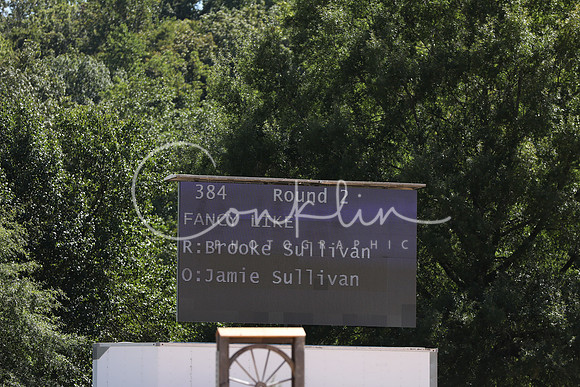 384 Round 2
FANCY LIKE
Conklin
PHOTOGRAPHIC
R:Brooke Sullivan
O:Jamie Sullivan